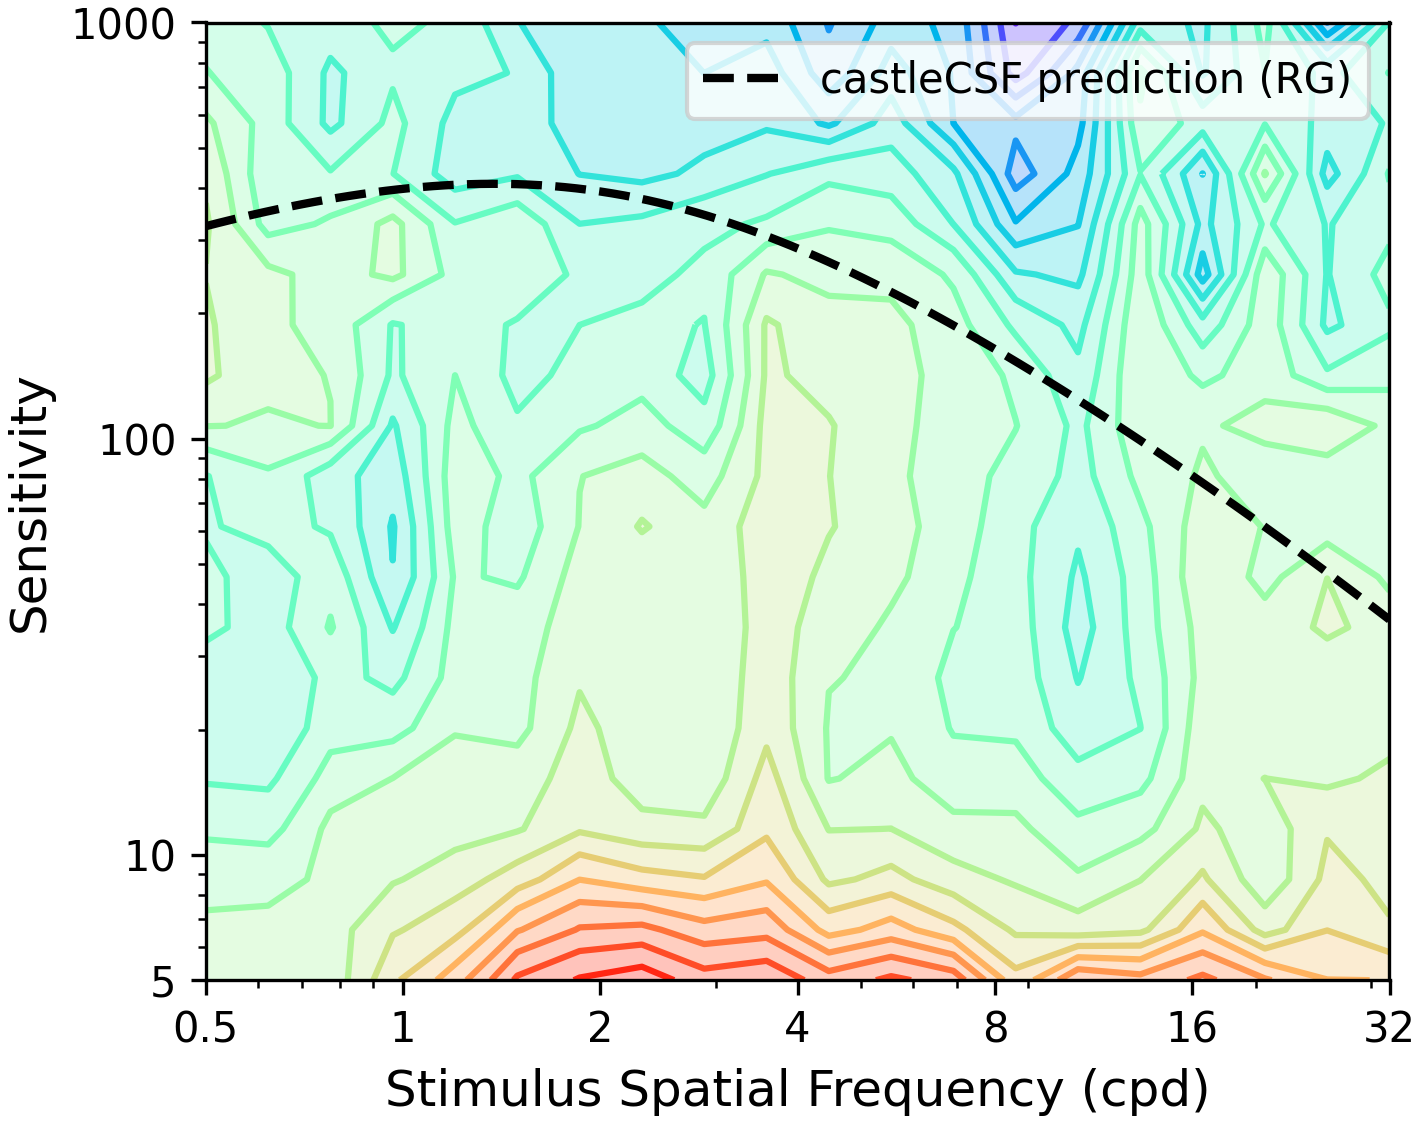 1000
castleCSF prediction (RG)
100
10
5
Sensitivity
0.5 1 2 4 8 16 32
Stimulus Spatial Frequency (cpd)